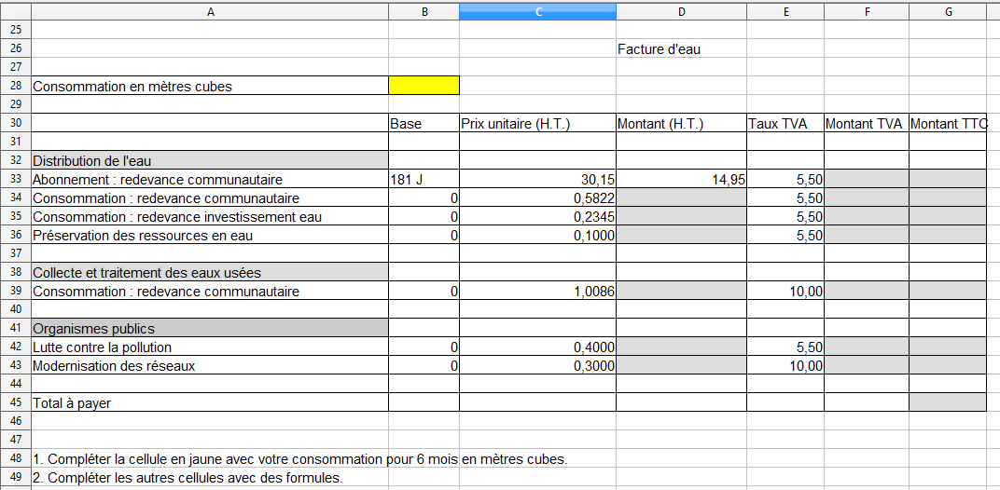 A B C D E F G
25
26 Facture d'eau
27
28 Consommation en mètres cubes
29
30 Base Prix unitaire (H.T.) Montant (H.T.) Taux TVA Montant TVA Montant TTC
31
32 Distribution de l'eau
33 Abonnement : redevance communautaire 181 J 30,15 14,95 5,50
34 Consommation : redevance communautaire 0 0,5822 5,50
35 Consommation : redevance investissement eau 0 0,2345 5,50
36 Préservation des ressources en eau 0 0,1000 5,50
37
38 Collecte et traitement des eaux usées
39 Consommation : redevance communautaire 0 1,0086 10,00
40
41 Organismes publics
42 Lutte contre la pollution 0 0,4000 5,50
43 Modernisation des réseaux 0 0,3000 10,00
44
45 Total à payer
46
47
48 1. Compléter la cellule en jaune avec votre consommation pour 6 mois en mètres cubes.
49 2. Compléter les autres cellules avec des formules.